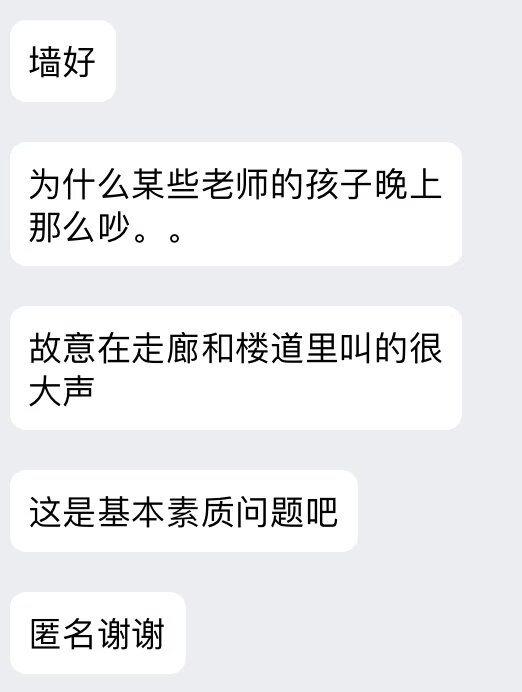 墙好
为什么某些老师的孩子晚上
那么吵。。
故意在走廊和楼道里叫的很
大声
这是基本素质问题吧
匿名谢谢